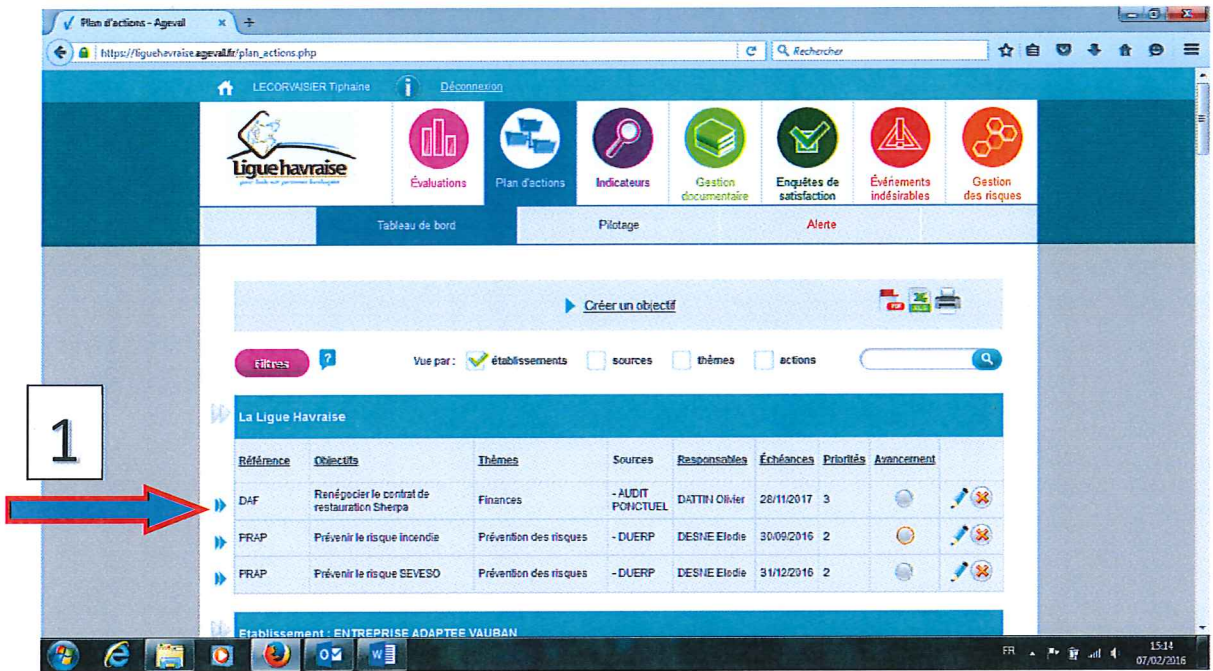 Plan d'actions - Ageval
https://liguehavraise.ageval.fr/plan_actions.php
Rechercher
LECORVAISIER Tiphaine
i
Déconnexion
Ligue havraise
Évaluations
Plan d'actions
Indicateurs
Gestion documentaire
Enquêtes de satisfaction
Événements indésirables
Gestion des risques
Tableau de bord Pilotage Alerte
Créer un objectif
PDF
Filtres ? Vue par : établissements sources thèmes actions
1
La Ligue Havraise
Référence Objectifs Thèmes Sources Responsables Échéances Priorités Avancement
DAF Renégocier le contrat de restauration Sherpa Finances - AUDIT PONCTUEL DATTIN Olivier 28/11/2017 3
PRAP Prévenir le risque incendie Prévention des risques - DUERP DESNE Elodie 30/09/2016 2
PRAP Prévenir le risque SEVESO Prévention des risques - DUERP DESNE Elodie 31/12/2016 2
Etablissement : ENTREPRISE ADAPTEE VAUBAN
FR
15:14
07/02/2016